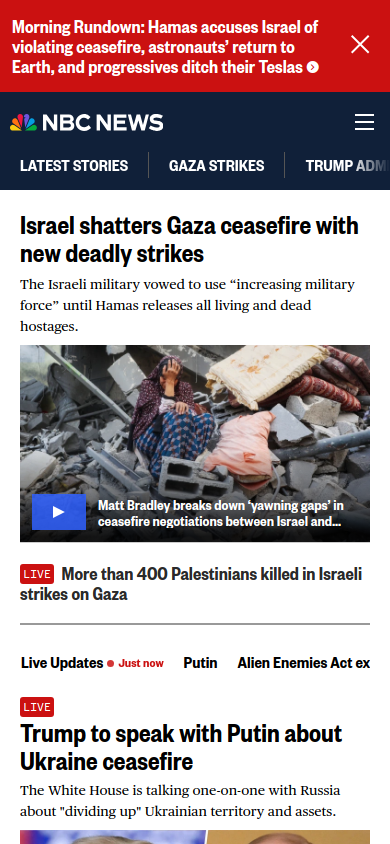 Morning Rundown: Hamas accuses Israel of
violating ceasefire, astronauts’ return to
Earth, and progressives ditch their Teslas
NBC NEWS
LATEST STORIES
GAZA STRIKES
TRUMP ADM
Israel shatters Gaza ceasefire with
new deadly strikes
The Israeli military vowed to use “increasing military
force” until Hamas releases all living and dead
hostages.
Matt Bradley breaks down ‘yawning gaps’ in
ceasefire negotiations between Israel and...
LIVE More than 400 Palestinians killed in Israeli
strikes on Gaza
Live Updates Just now Putin Alien Enemies Act ex
LIVE
Trump to speak with Putin about
Ukraine ceasefire
The White House is talking one-on-one with Russia
about "dividing up" Ukrainian territory and assets.